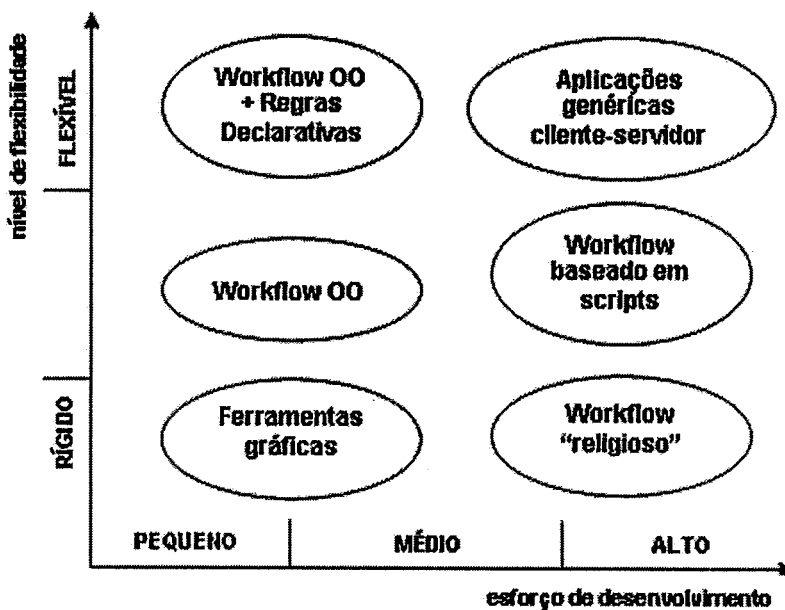 nível de flexibilidade
FLEXÍVEL
RÍGIDO
Workflow OO
+ Regras
Declarativas
Aplicações
genéricas
cliente-servidor
Workflow OO
Workflow
baseado em
scripts
Ferramentas
gráficas
Workflow
“religioso”
PEQUENO
MÉDIO
ALTO
esforço de desenvolvimento